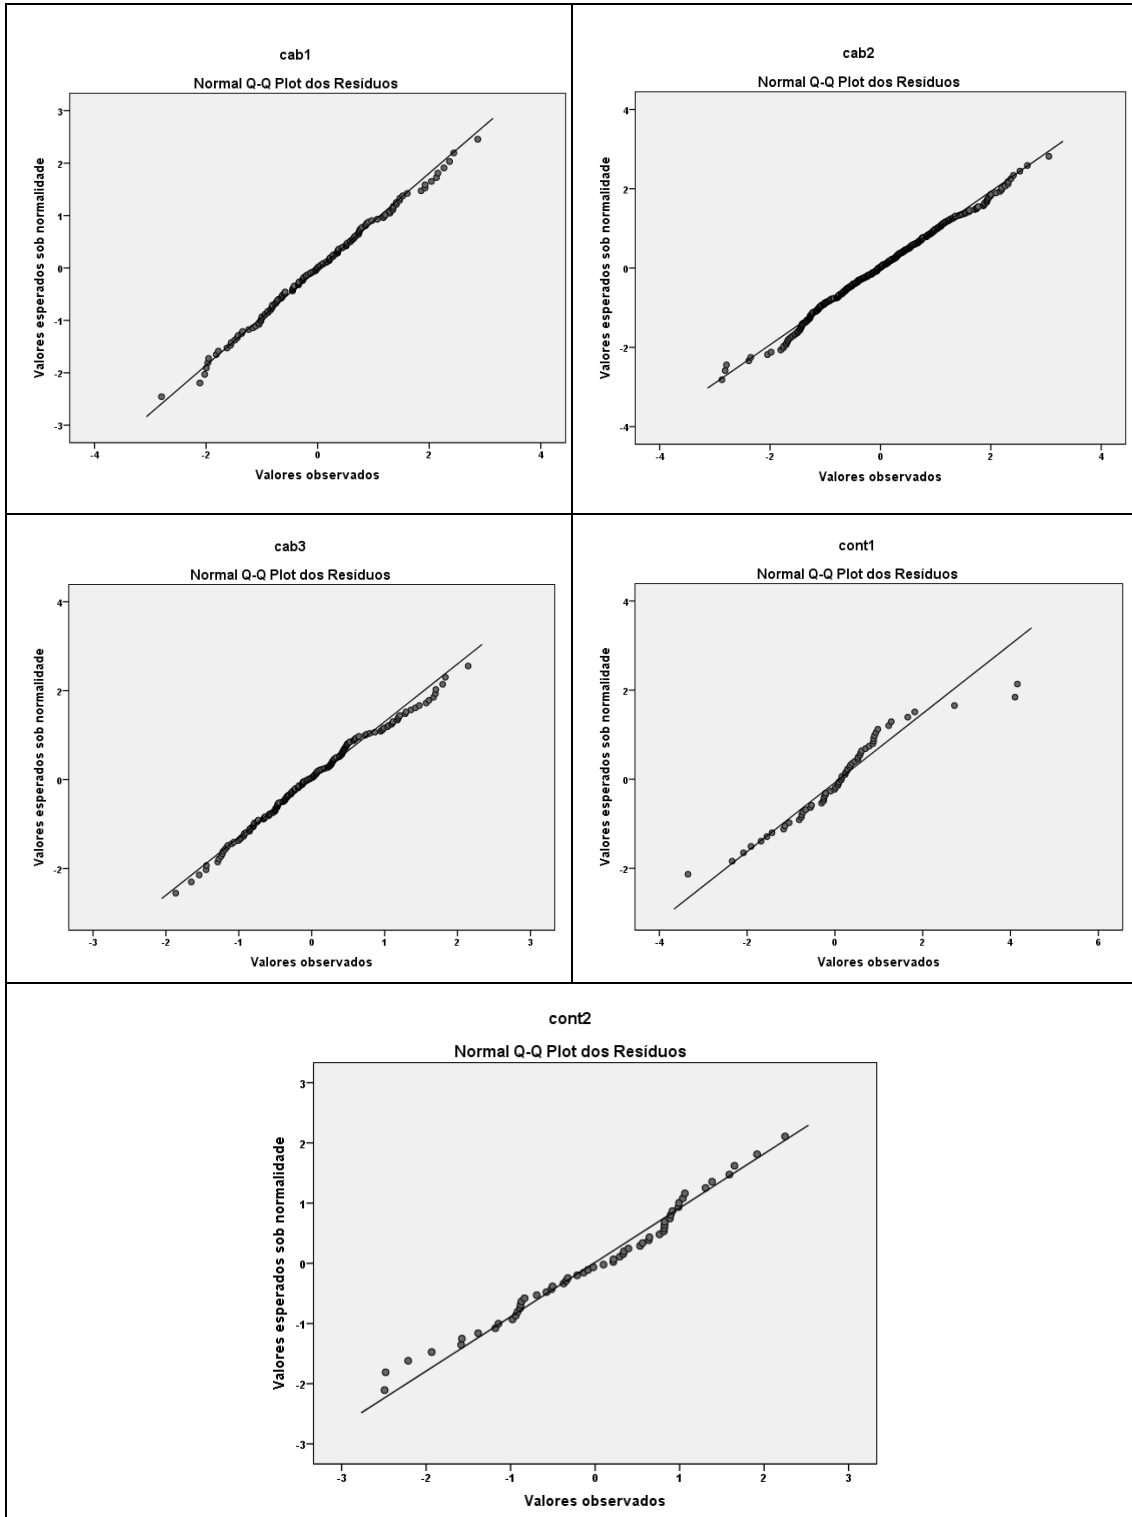 cab1
Normal Q-Q Plot dos Resíduos
Valores esperados sob normalidade
3
2
1
0
-1
-2
-3
-4 -2 0 2 4
Valores observados
cab2
Normal Q-Q Plot dos Resíduos
Valores esperados sob normalidade
4
2
0
-2
-4
-4 -2 0 2 4
Valores observados
cab3
Normal Q-Q Plot dos Resíduos
Valores esperados sob normalidade
4
2
0
-2
-3 -2 -1 0 1 2 3
Valores observados
cont1
Normal Q-Q Plot dos Resíduos
Valores esperados sob normalidade
4
2
0
-2
-4 -2 0 2 4 6
Valores observados
cont2
Normal Q-Q Plot dos Resíduos
Valores esperados sob normalidade
3
2
1
0
-1
-2
-3
-3 -2 -1 0 1 2 3
Valores observados